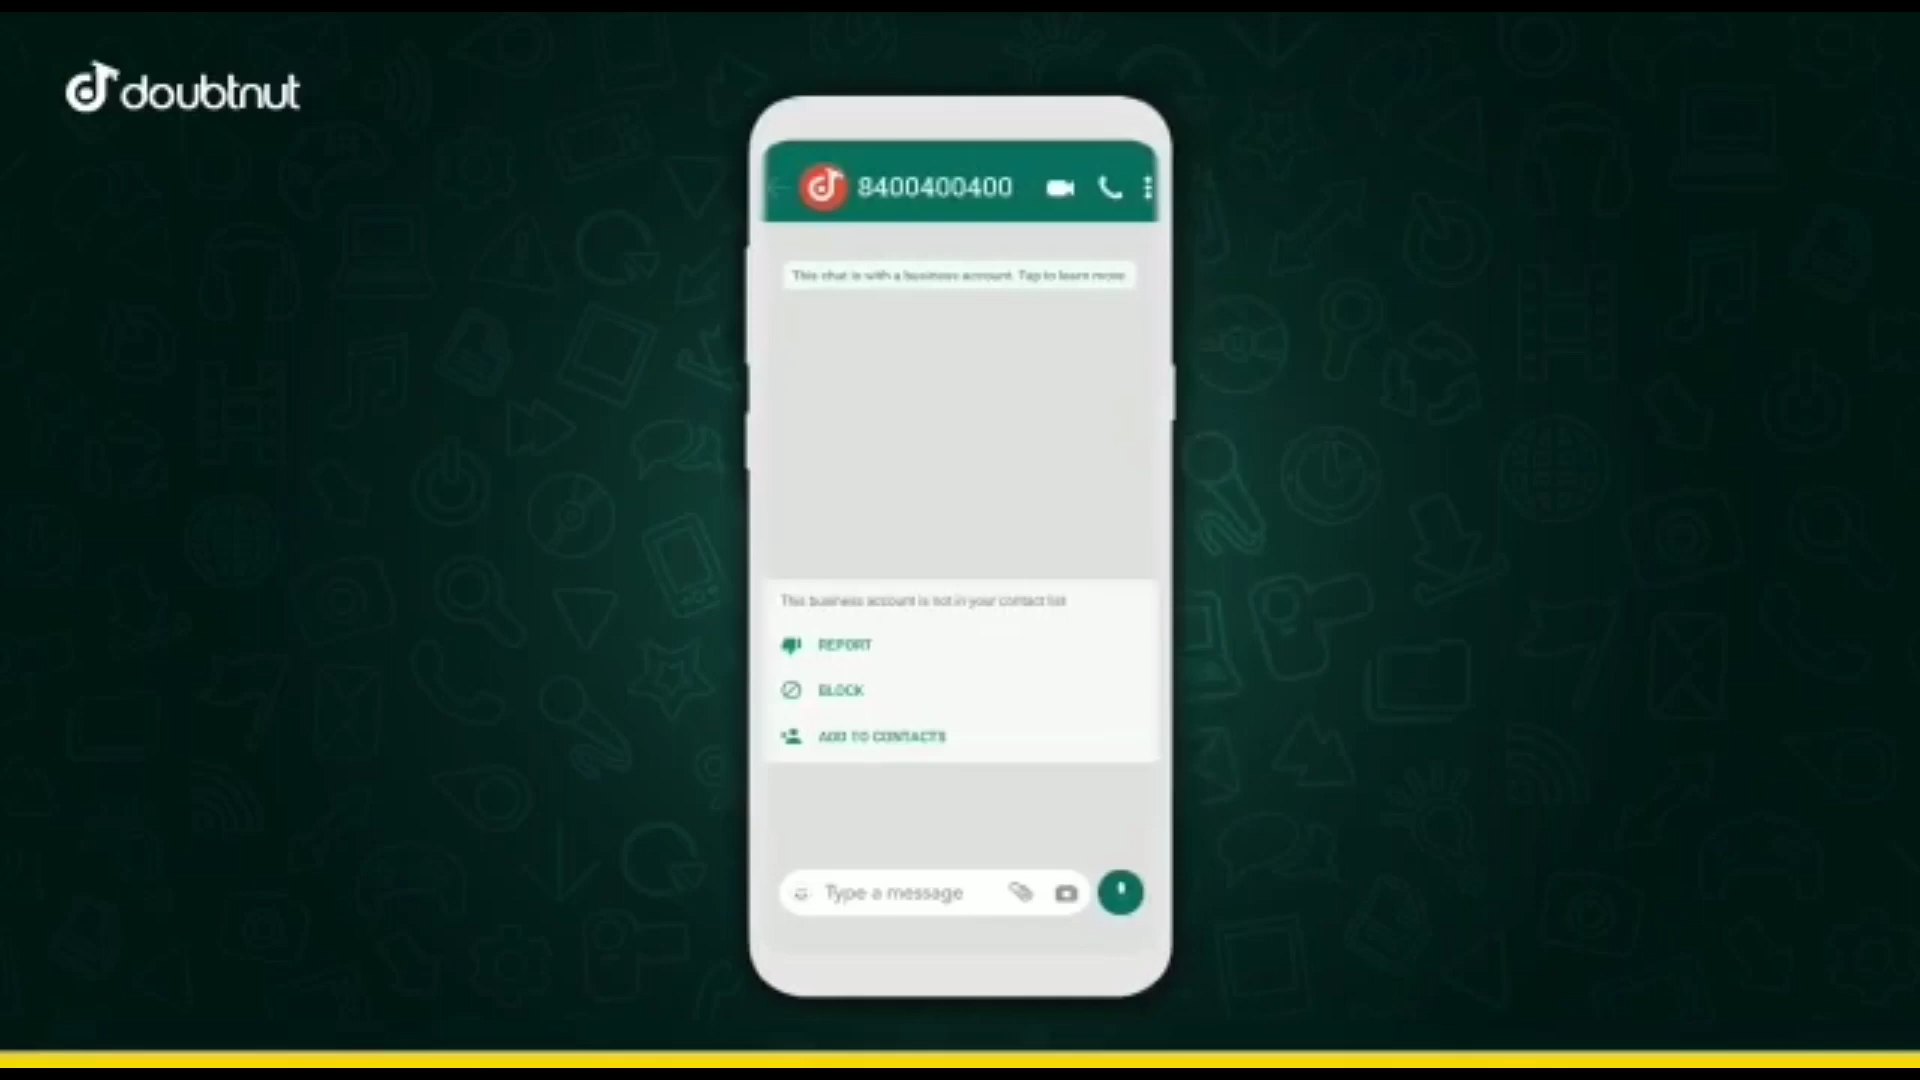 doubtnut
8400400400
This chat is with a business account. Tap to learn more
This business account is not in your contact list
REPORT
BLOCK
ADD TO CONTACTS
Type a message